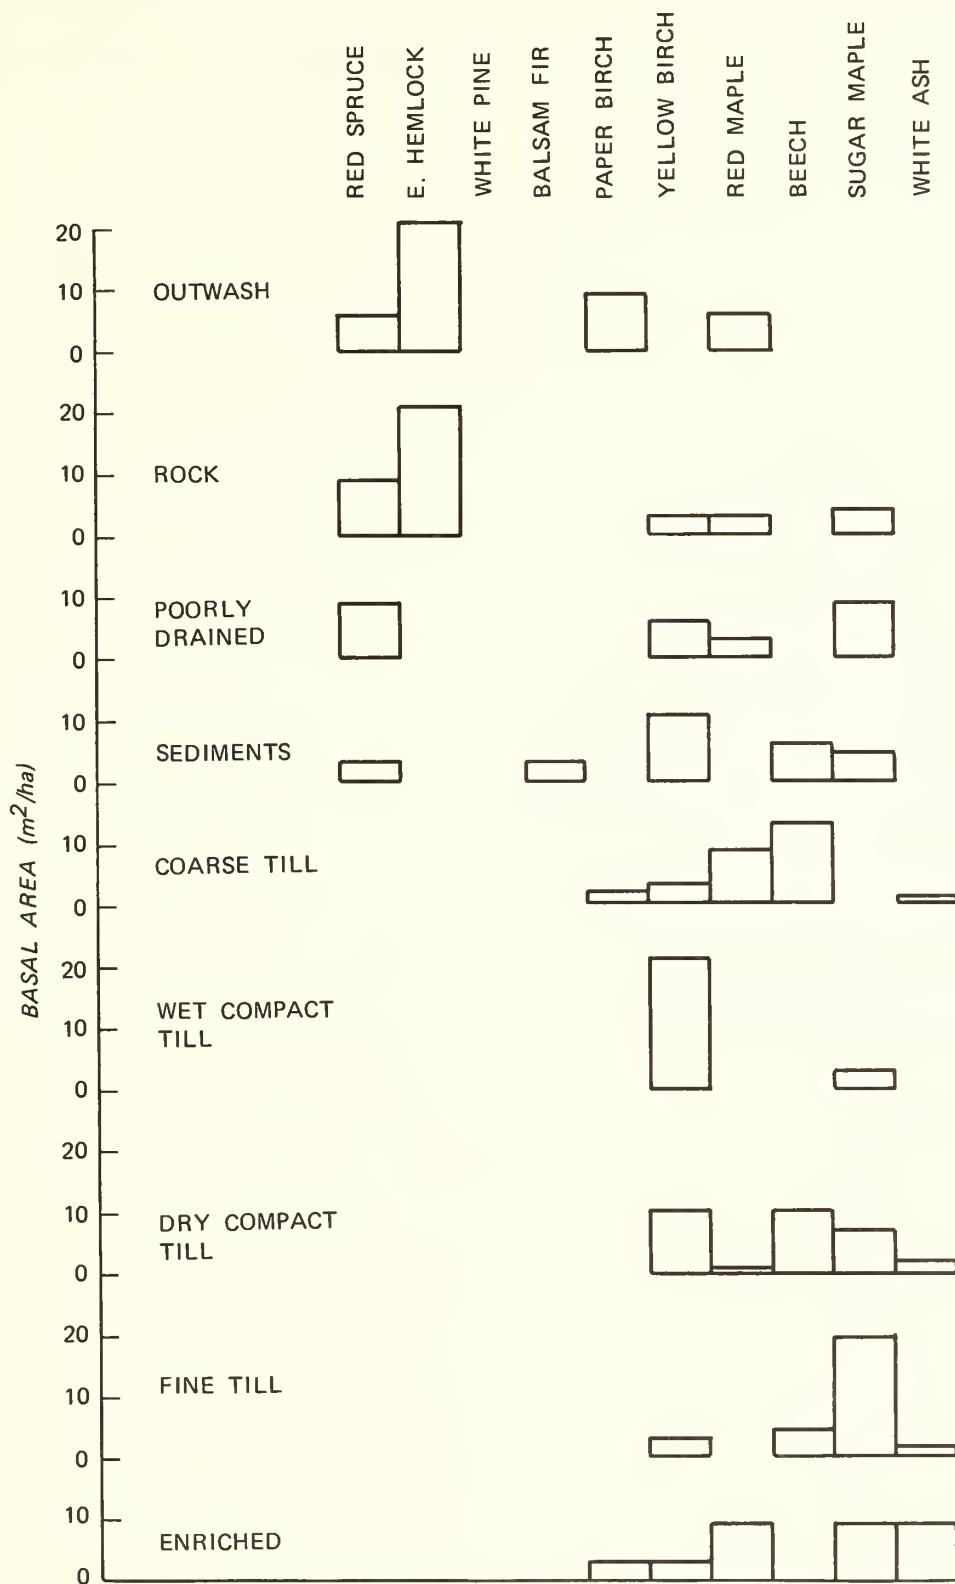 RED SPRUCE
E. HEMLOCK
WHITE PINE
BALSAM FIR
PAPER BIRCH
YELLOW BIRCH
RED MAPLE
BEECH
SUGAR MAPLE
WHITE ASH
BASAL AREA (m²/ha)
20
10
0
OUTWASH
20
10
0
ROCK
10
0
POORLY
DRAINED
10
0
SEDIMENTS
10
0
COARSE TILL
20
10
0
WET COMPACT
TILL
20
10
0
DRY COMPACT
TILL
20
10
0
FINE TILL
10
0
ENRICHED